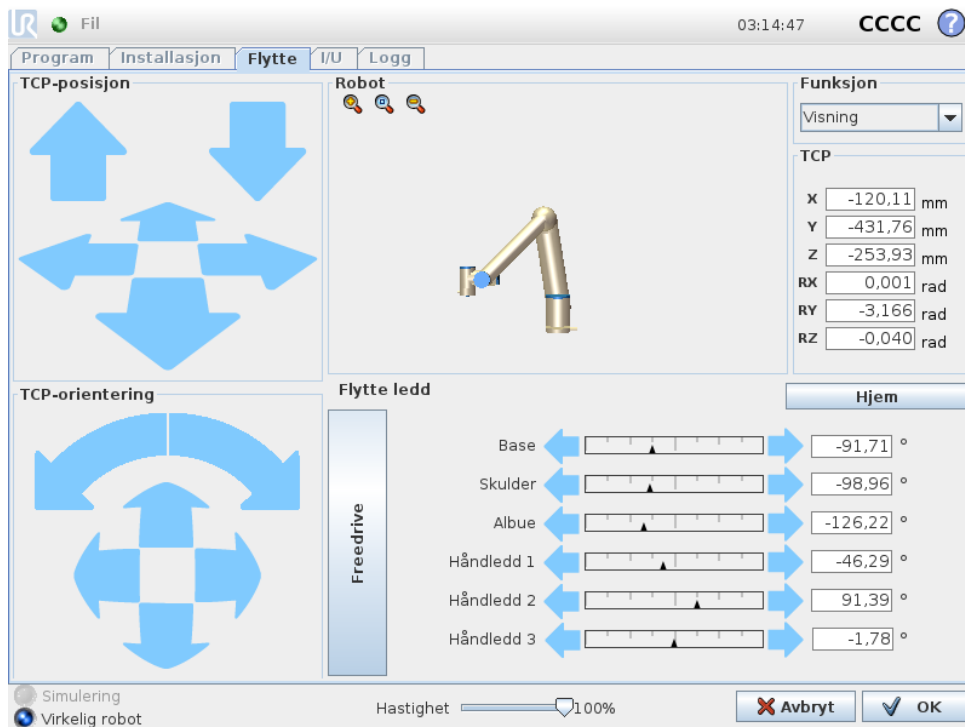 UR Fil 03:14:47 CCCC ?
Program Installasjon Flytte I/U Logg
TCP-posisjon
Robot
Funksjon
Visning
TCP
X -120,11 mm
Y -431,76 mm
Z -253,93 mm
RX 0,001 rad
RY -3,166 rad
RZ -0,040 rad
TCP-orientering
Flytte ledd
Hjem
Freedrive
Base -91,71 °
Skulder -98,96 °
Albue -126,22 °
Håndledd 1 -46,29 °
Håndledd 2 91,39 °
Håndledd 3 -1,78 °
Simulering
Virkelig robot
Hastighet 100%
Avbryt
OK